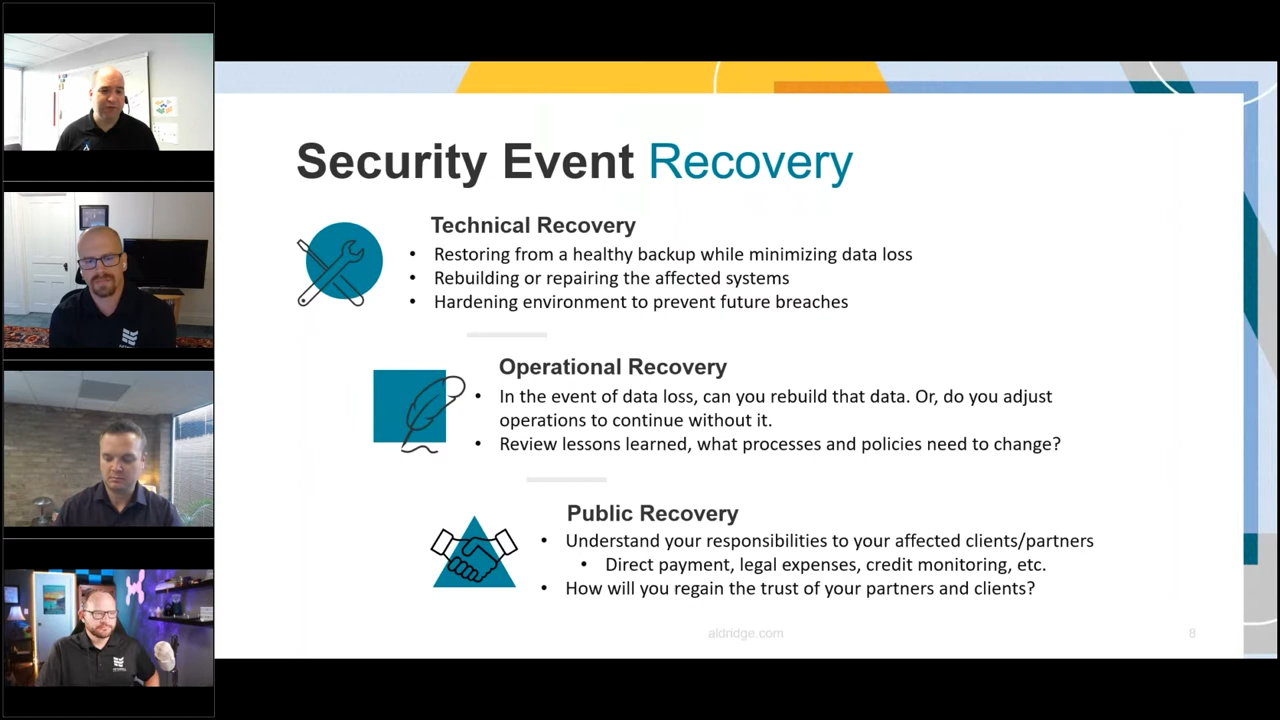 Security Event Recovery
Technical Recovery
• Restoring from a healthy backup while minimizing data loss
• Rebuilding or repairing the affected systems
• Hardening environment to prevent future breaches
Operational Recovery
• In the event of data loss, can you rebuild that data. Or, do you adjust
operations to continue without it.
• Review lessons learned, what processes and policies need to change?
Public Recovery
• Understand your responsibilities to your affected clients/partners
• Direct payment, legal expenses, credit monitoring, etc.
• How will you regain the trust of your partners and clients?
aldridge.com
8